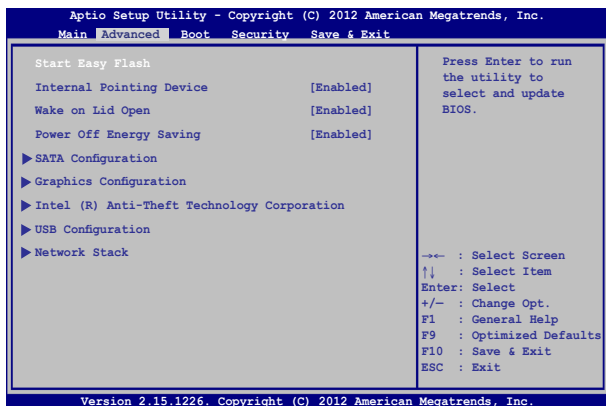 Aptio Setup Utility - Copyright (C) 2012 American Megatrends, Inc.
Main Advanced Boot Security Save & Exit
Start Easy Flash
Internal Pointing Device [Enabled]
Wake on Lid Open [Enabled]
Power Off Energy Saving [Enabled]
SATA Configuration
Graphics Configuration
Intel (R) Anti-Theft Technology Corporation
USB Configuration
Network Stack
Press Enter to run
the utility to
select and update
BIOS.
→← : Select Screen
↑↓ : Select Item
Enter: Select
+/— : Change Opt.
F1 : General Help
F9 : Optimized Defaults
F10 : Save & Exit
ESC : Exit
Version 2.15.1226. Copyright (C) 2012 American Megatrends, Inc.